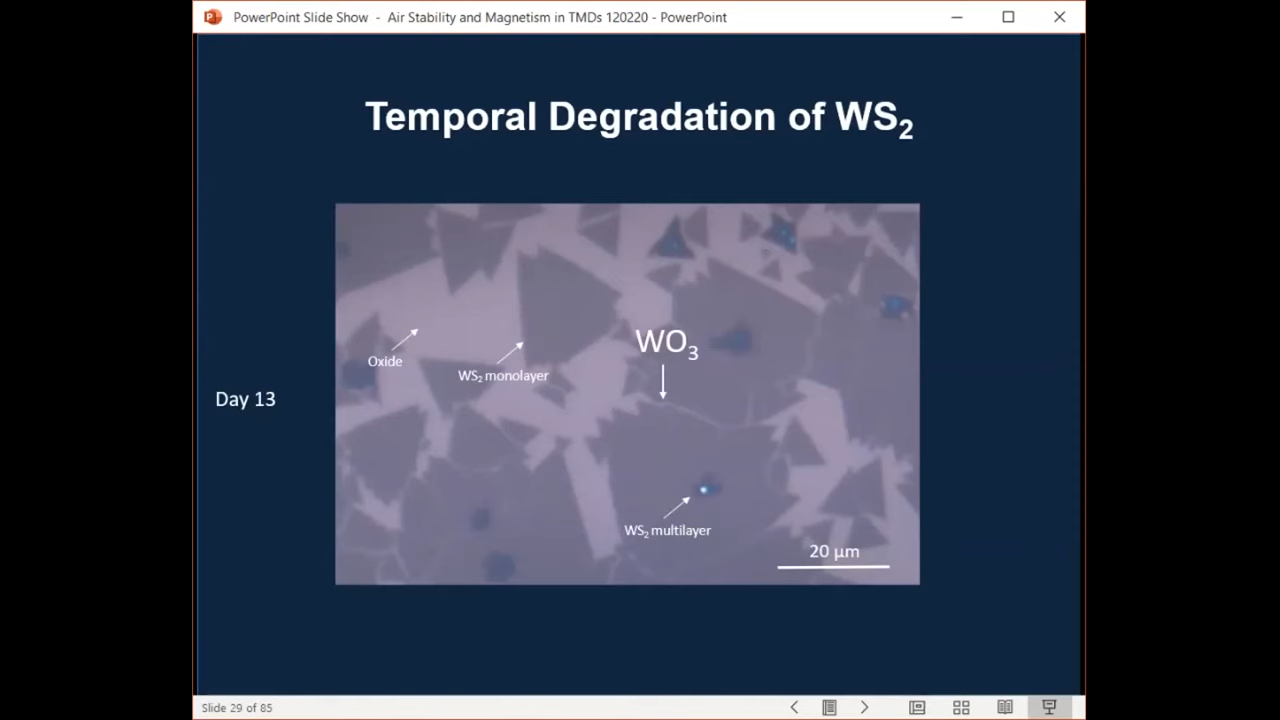 PowerPoint Slide Show - Air Stability and Magnetism in TMDs 120220 - PowerPoint
Temporal Degradation of WS₂
WO₃
Oxide
WS₂ monolayer
Day 13
WS₂ multilayer
20 µm
Slide 29 of 85